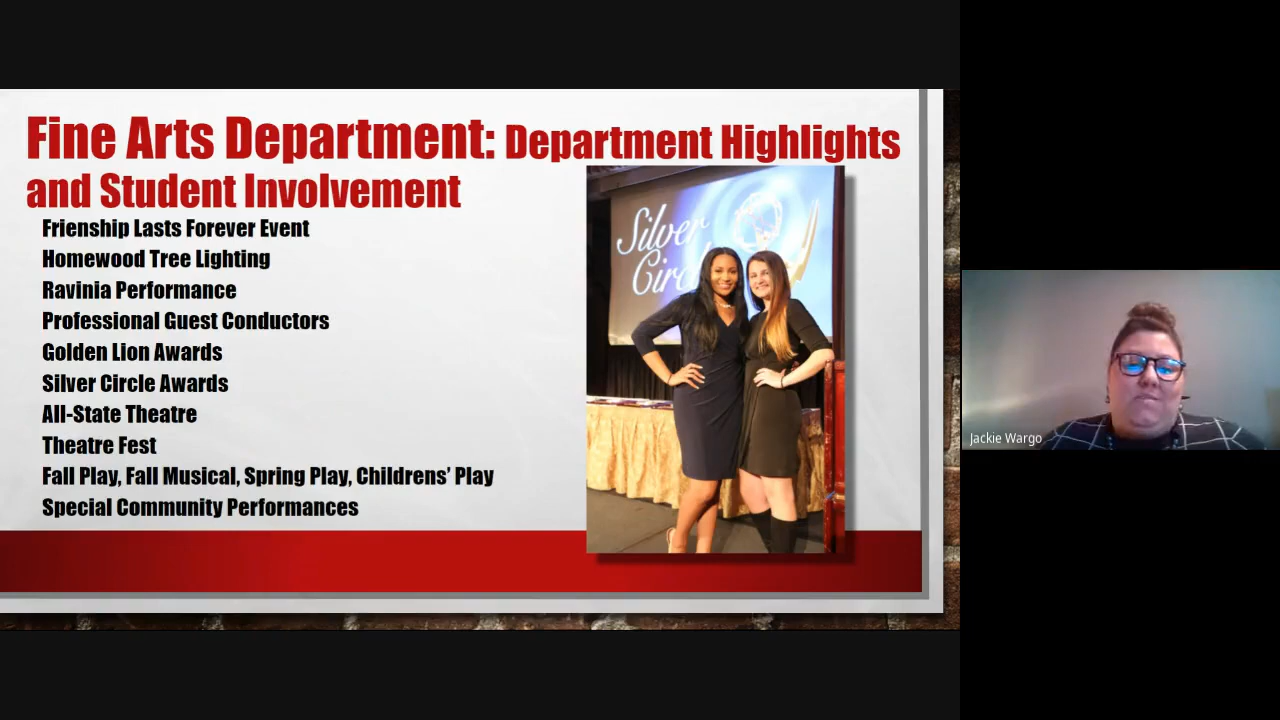 Fine Arts Department: Department Highlights
and Student Involvement
Frienship Lasts Forever Event
Homewood Tree Lighting
Ravinia Performance
Professional Guest Conductors
Golden Lion Awards
Silver Circle Awards
All-State Theatre
Theatre Fest
Fall Play, Fall Musical, Spring Play, Childrens’ Play
Special Community Performances
Silver
Circl
Jackie Wargo